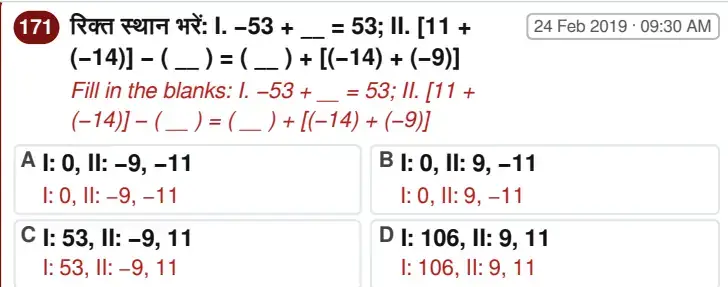 171 रिक्त स्थान भरें: I. −53 + __ = 53; II. [11 +
24 Feb 2019 · 09:30 AM
(−14)] − ( __ ) = ( __ ) + [(−14) + (−9)]
Fill in the blanks: I. −53 + __ = 53; II. [11 +
(−14)] − ( __ ) = ( __ ) + [(−14) + (−9)]
A I: 0, II: −9, −11
I: 0, II: −9, −11
B I: 0, II: 9, −11
I: 0, II: 9, −11
C I: 53, II: −9, 11
I: 53, II: −9, 11
D I: 106, II: 9, 11
I: 106, II: 9, 11